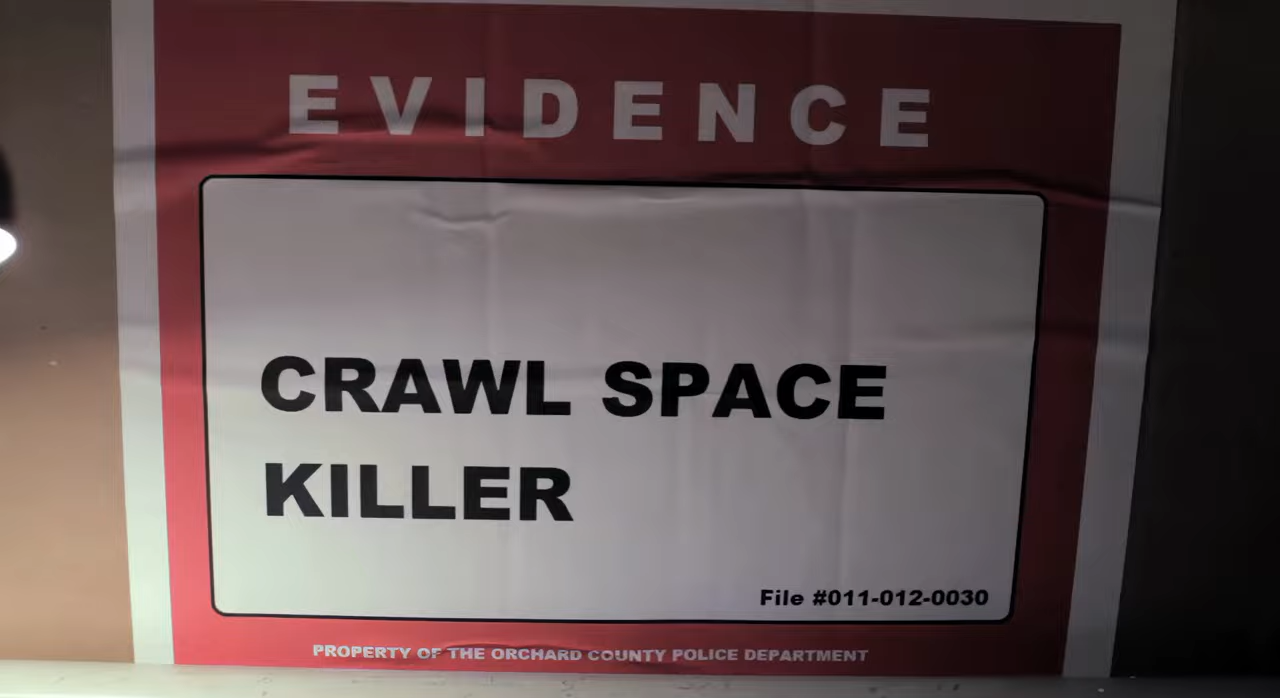 EVIDENCE
CRAWL SPACE
KILLER
File #011-012-0030
PROPERTY OF THE ORCHARD COUNTY POLICE DEPARTMENT